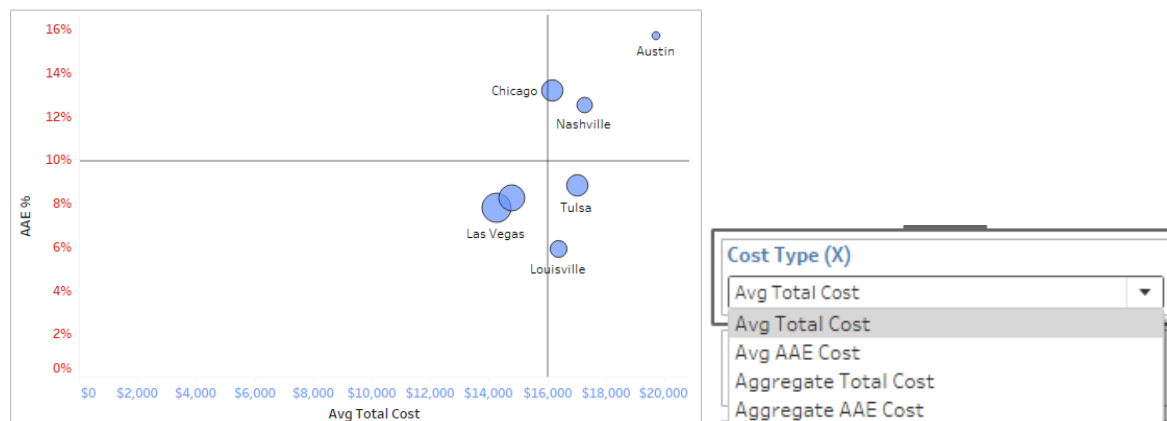 16%
Austin
14%
Chicago
Nashville
12%
10%
AAE %
8%
Tulsa
Las Vegas
6%
Louisville
4%
2%
0%
$0 $2,000 $4,000 $6,000 $8,000 $10,000 $12,000 $14,000 $16,000 $18,000 $20,000
Avg Total Cost
Cost Type (X)
Avg Total Cost
Avg Total Cost
Avg AAE Cost
Aggregate Total Cost
Aggregate AAE Cost